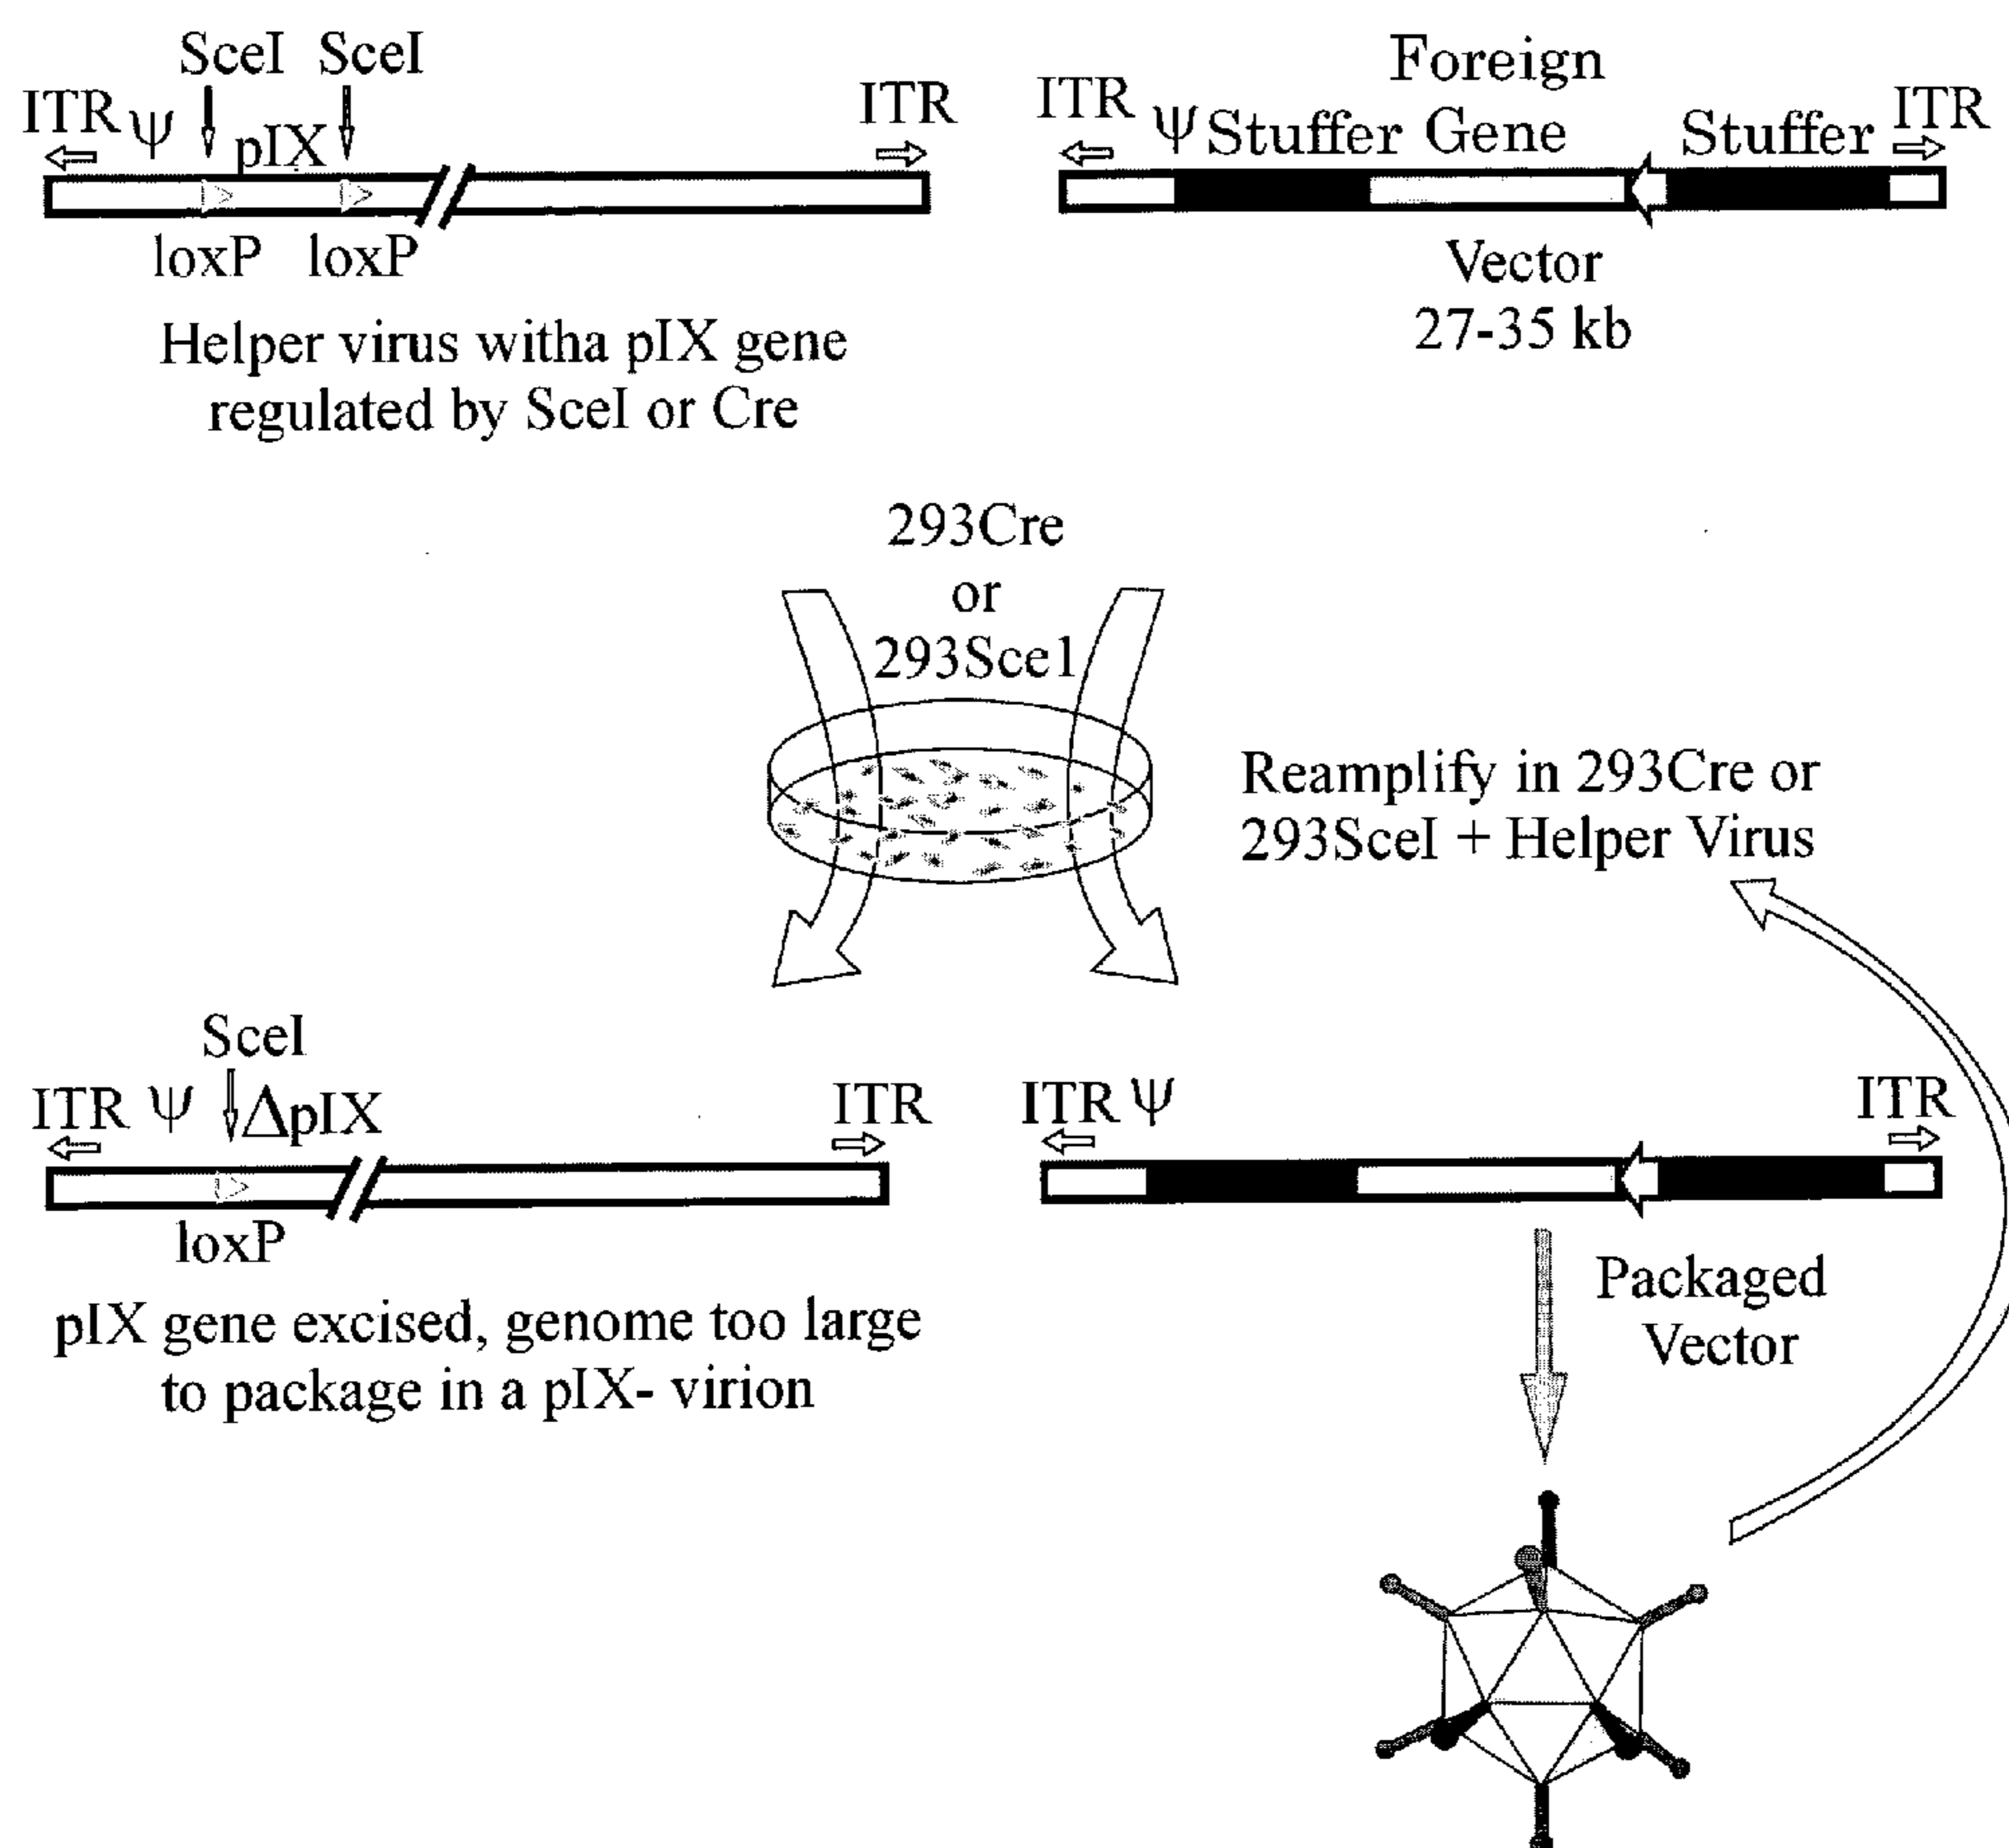 SceI SceI
ITR ψ pIX ITR
loxP loxP
Helper virus witha pIX gene
regulated by SceI or Cre
Foreign
ITR ψ Stuffer Gene Stuffer ITR
Vector
27-35 kb
293Cre
or
293Sce1
Reamplify in 293Cre or
293SceI + Helper Virus
SceI
ITR ψ ΔpIX ITR
loxP
pIX gene excised, genome too large
to package in a pIX- virion
ITR ψ ITR
Packaged
Vector